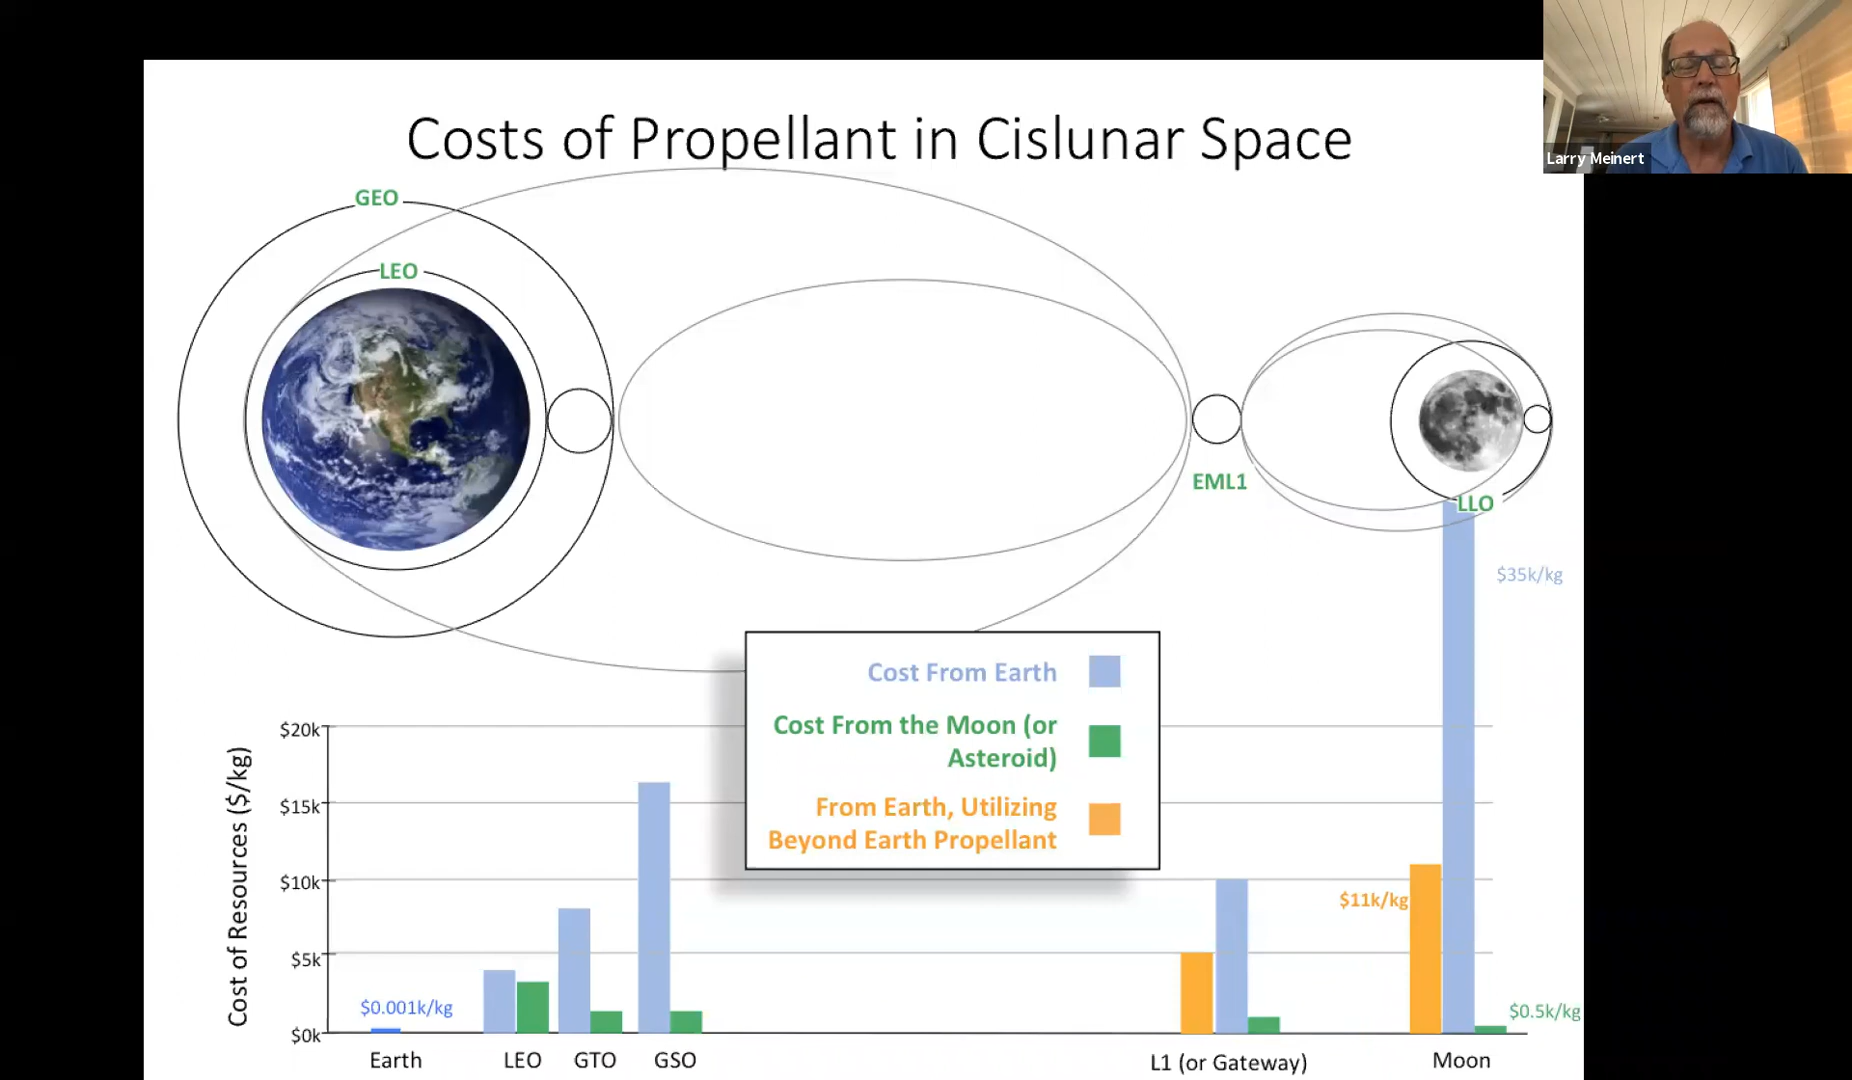 Costs of Propellant in Cislunar Space
Larry Meinert
GEO
LEO
EML1
LLO
$35k/kg
Cost From Earth
Cost From the Moon (or
Asteroid)
From Earth, Utilizing
Beyond Earth Propellant
Cost of Resources ($/kg)
$20k
$15k
$10k
$5k
$0k
$0.001k/kg
$11k/kg
$0.5k/kg
Earth
LEO
GTO
GSO
L1 (or Gateway)
Moon